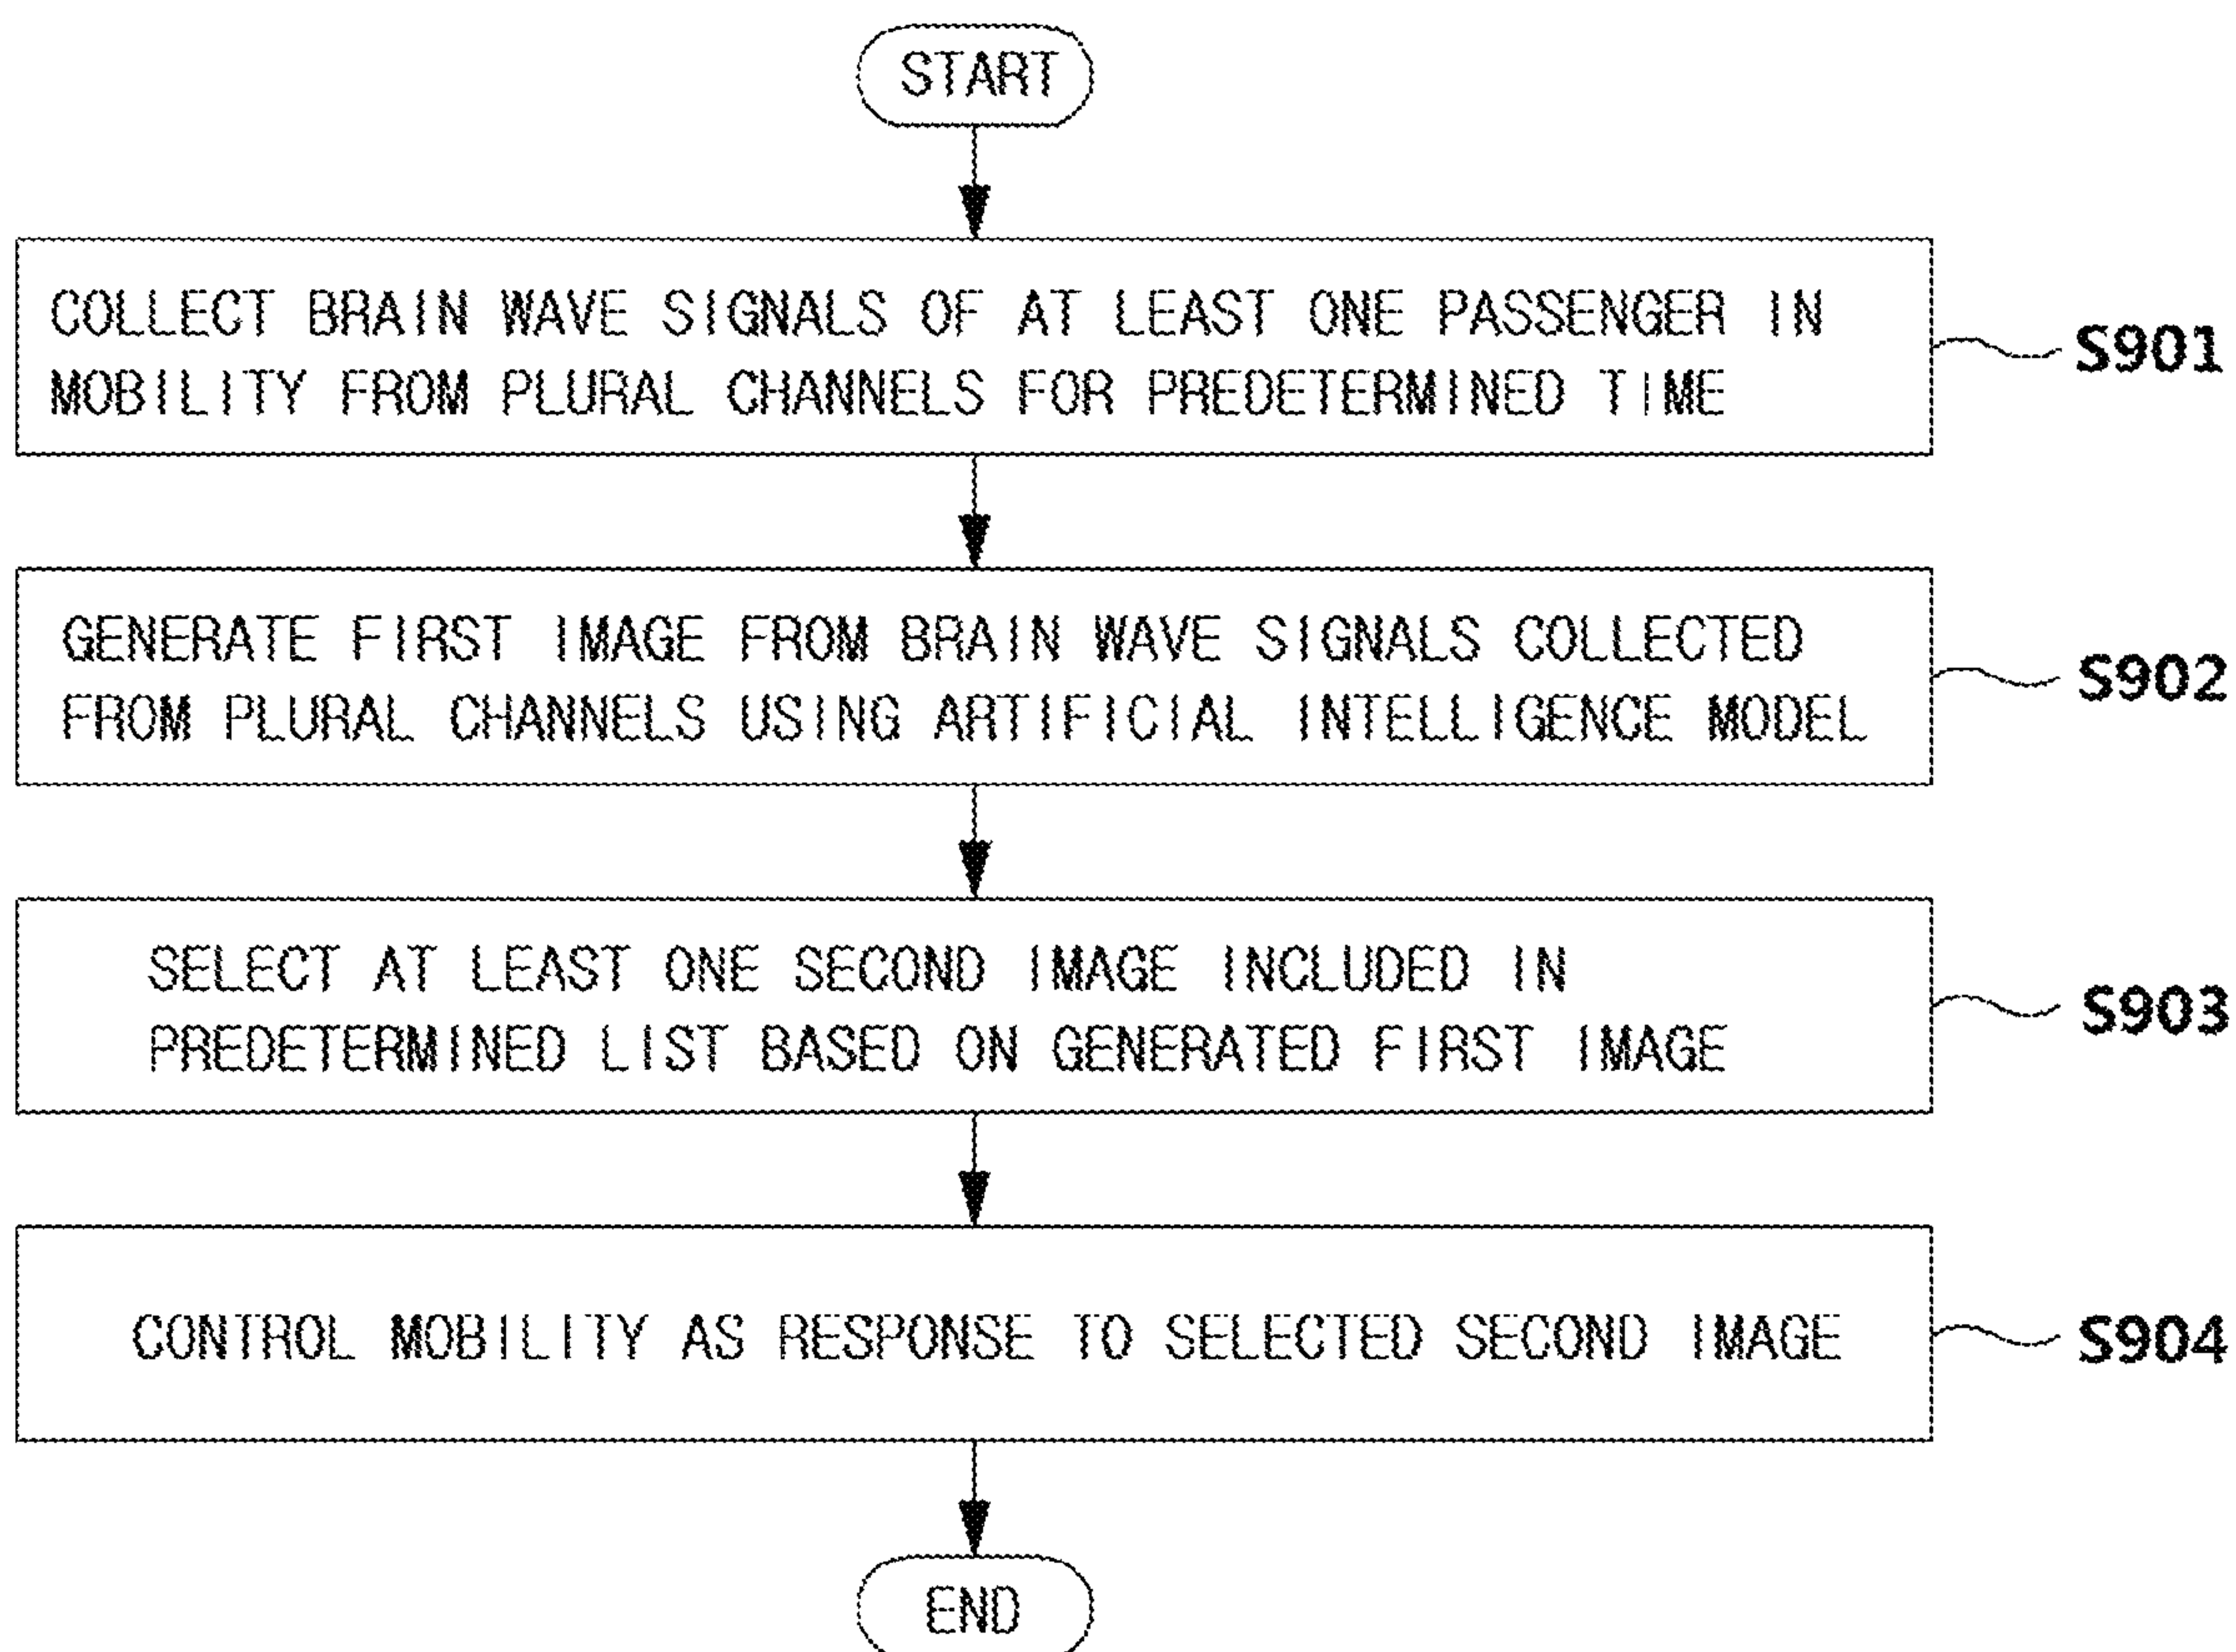 START
COLLECT BRAIN WAVE SIGNALS OF AT LEAST ONE PASSENGER IN
MOBILITY FROM PLURAL CHANNELS FOR PREDETERMINED TIME
S901
GENERATE FIRST IMAGE FROM BRAIN WAVE SIGNALS COLLECTED
FROM PLURAL CHANNELS USING ARTIFICIAL INTELLIGENCE MODEL
S902
SELECT AT LEAST ONE SECOND IMAGE INCLUDED IN
PREDETERMINED LIST BASED ON GENERATED FIRST IMAGE
S903
CONTROL MOBILITY AS RESPONSE TO SELECTED SECOND IMAGE
S904
END